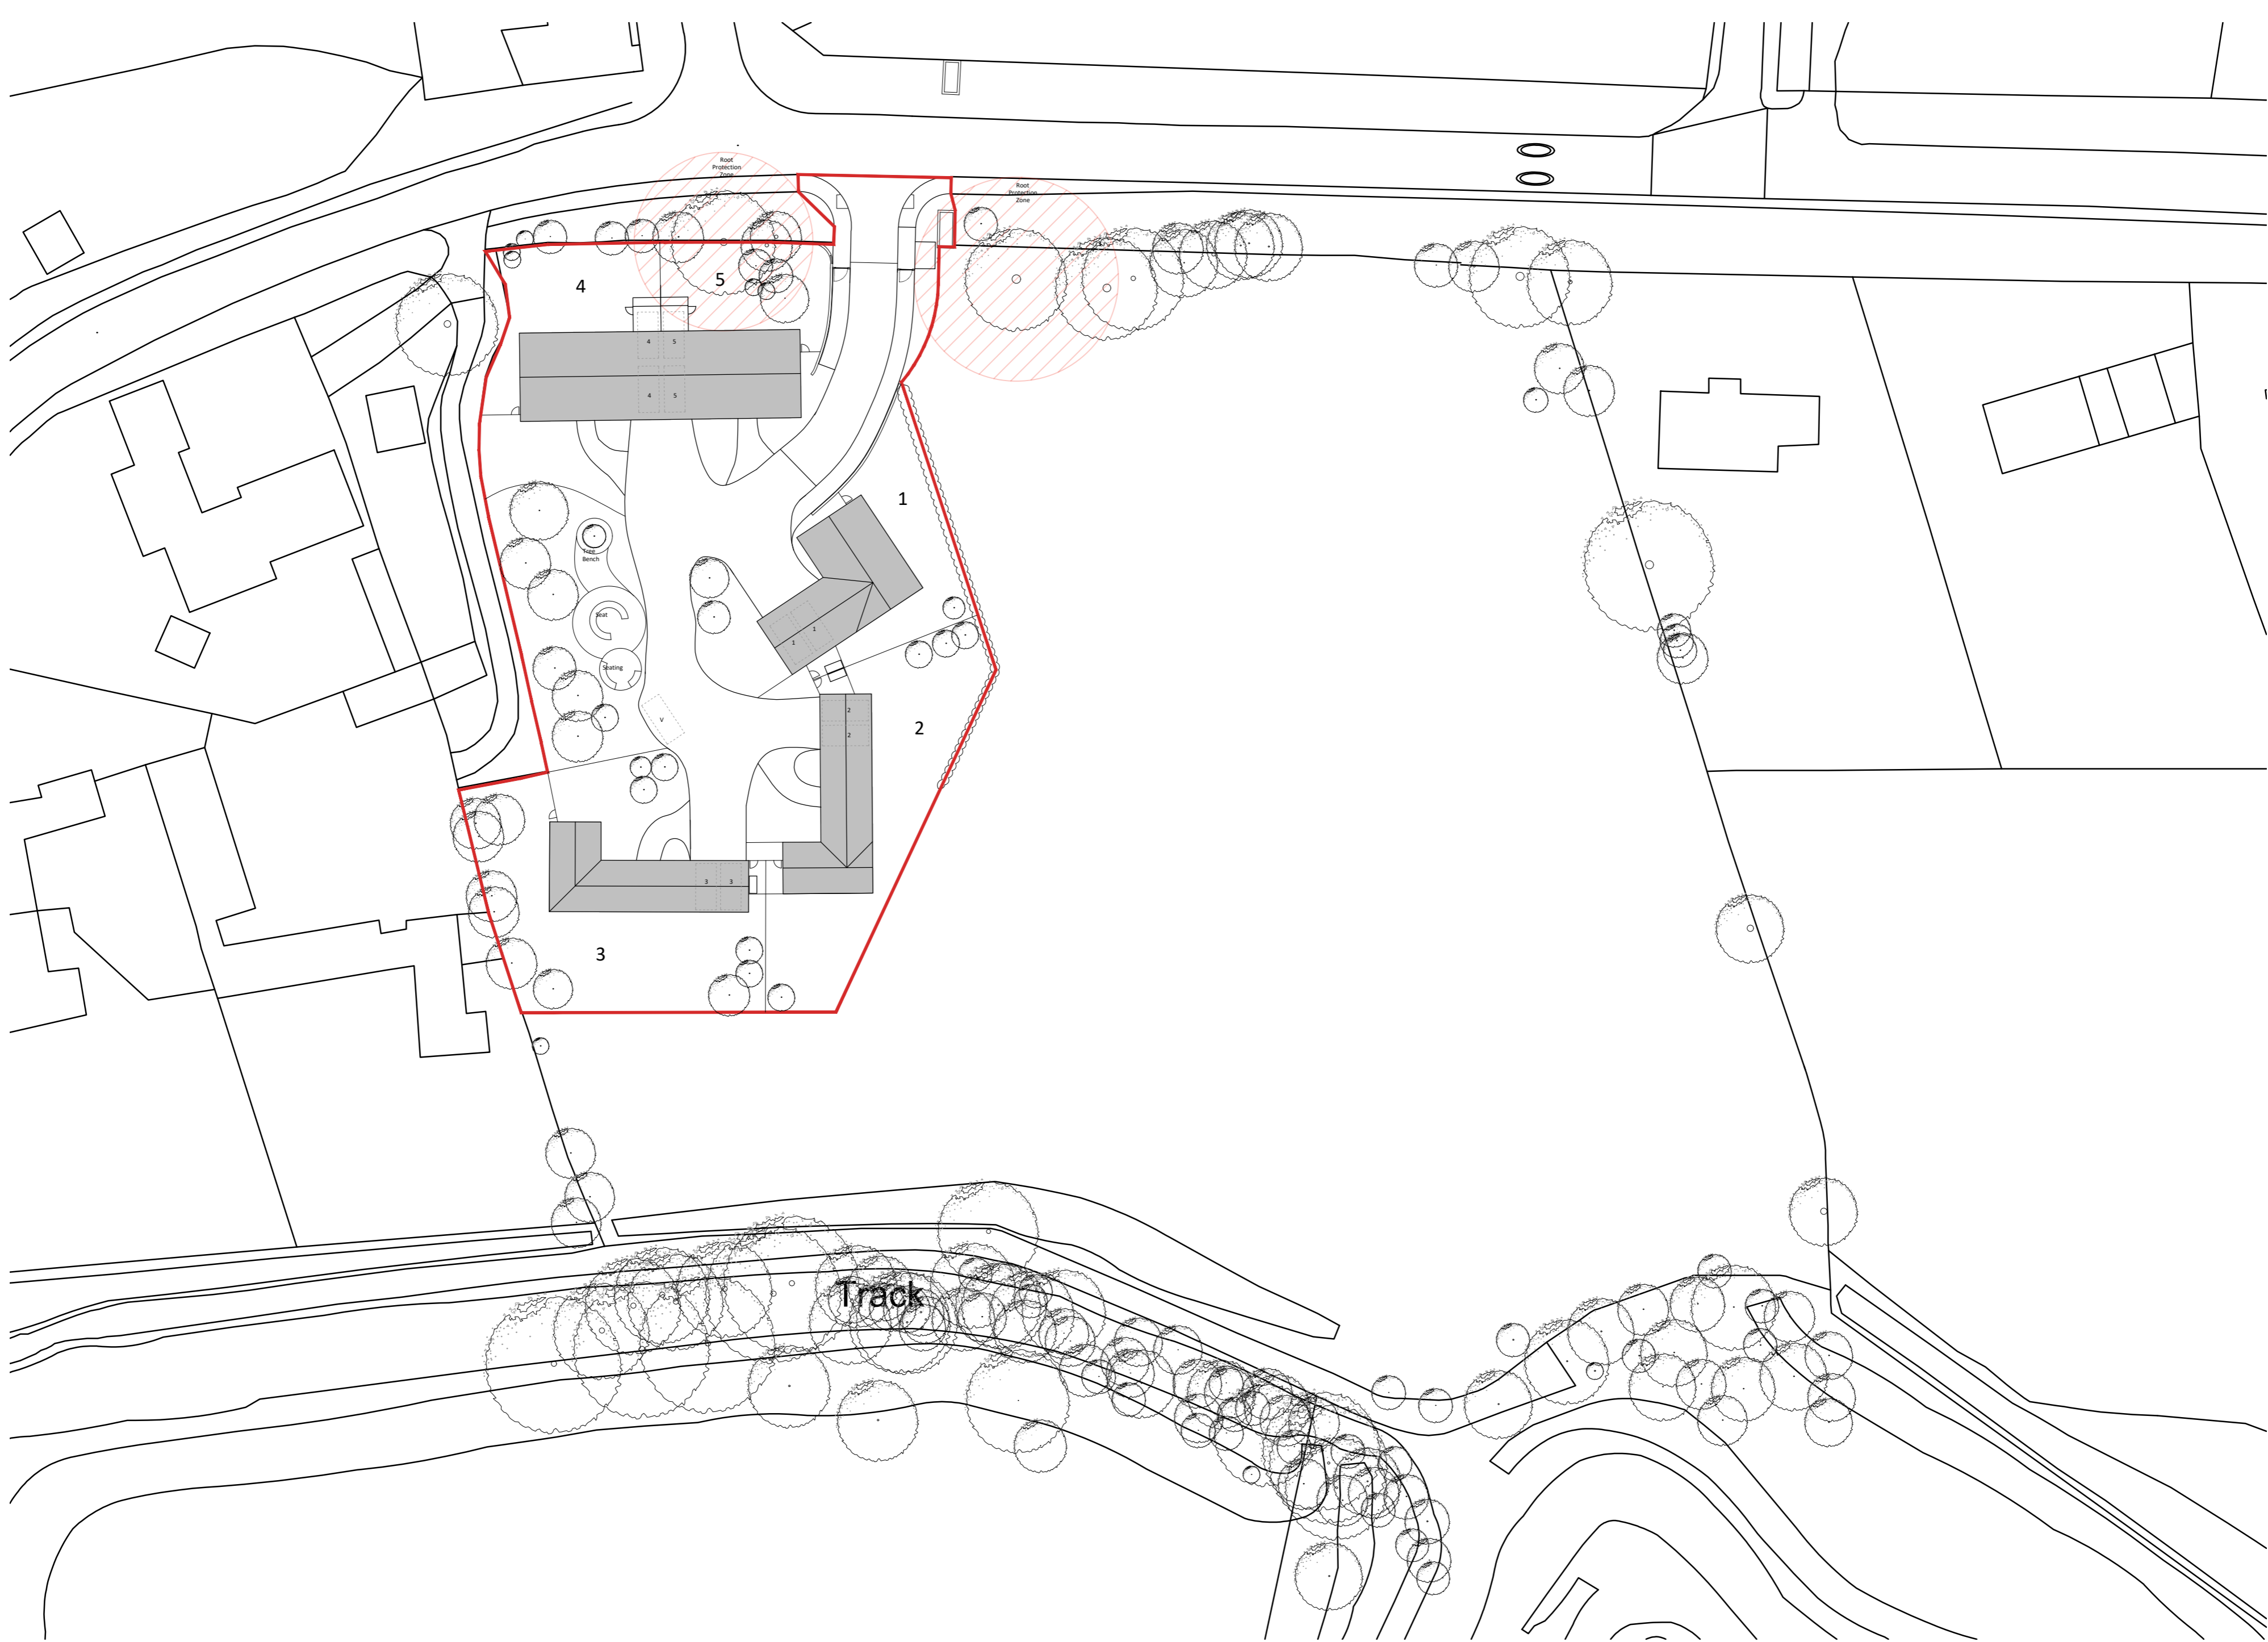 Root
Protection
Zone
Root
Protection
Zone
4
5
4
5
4
5
1
Tree
Bench
Seat
1
1
Seating
2
V
2
2
3
3
3
Track